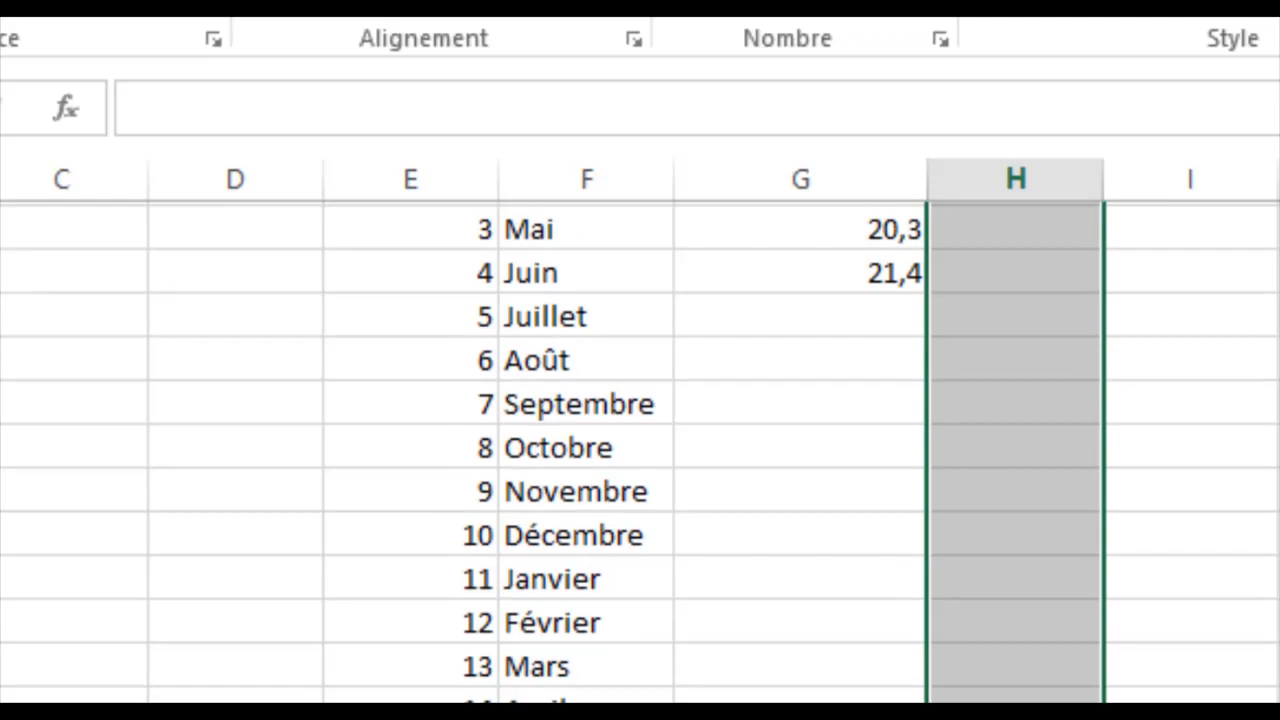 ce Alignement Nombre Style
fx
C D E F G H I
3 Mai 20,3
4 Juin 21,4
5 Juillet
6 Août
7 Septembre
8 Octobre
9 Novembre
10 Décembre
11 Janvier
12 Février
13 Mars